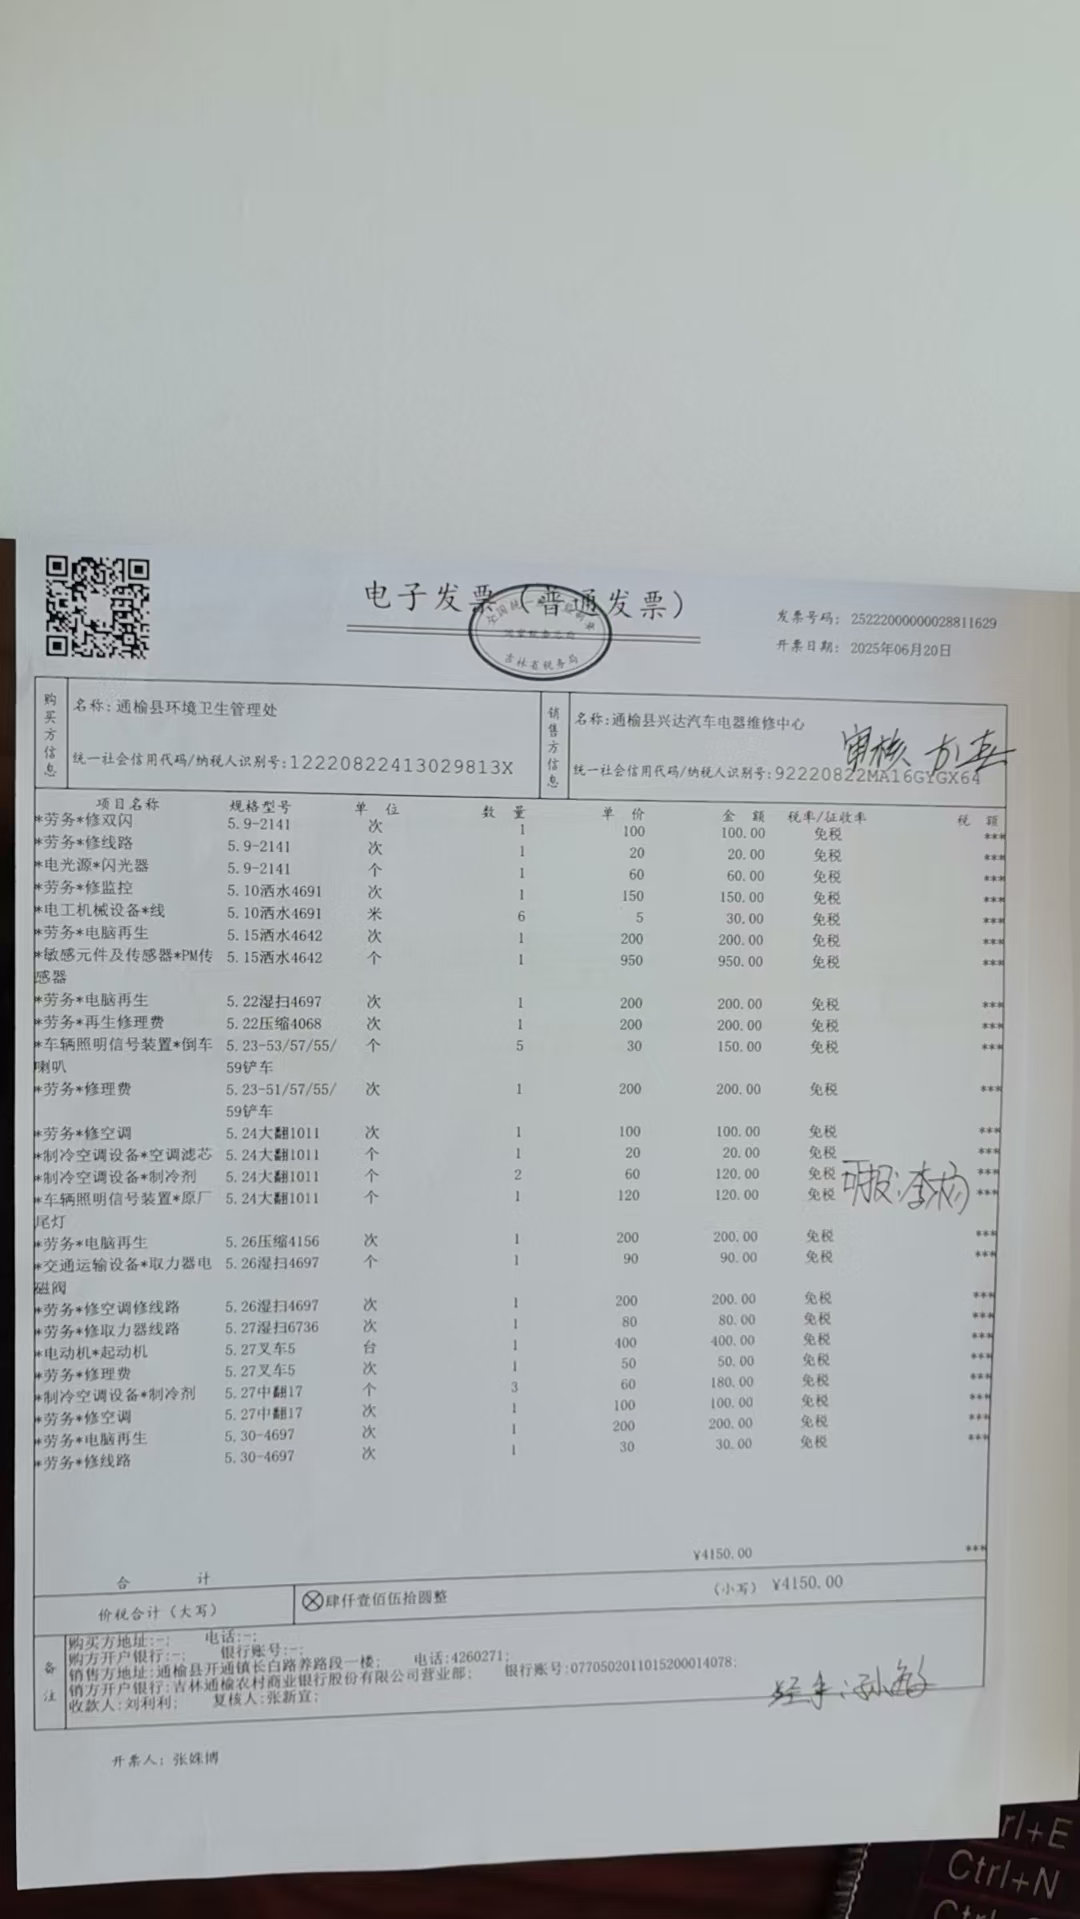 电子发票（普通发票）
吉林省税务局
发票号码：25222000000028811629
开票日期：2025年06月20日
购买方信息
名称：通榆县环境卫生管理处
统一社会信用代码/纳税人识别号：12220822413029813X
销售方信息
名称：通榆县兴达汽车电器维修中心
统一社会信用代码/纳税人识别号：92220822MA16GYGX64
审核
项目名称 规格型号 单位 数量 单价 金额 税率/征收率 税额
*劳务*修双闪 5.9-2141 次 1 100 100.00 免税 ***
*劳务*修线路 5.9-2141 次 1 20 20.00 免税 ***
*电光源*闪光器 5.9-2141 个 1 60 60.00 免税 ***
*劳务*修监控 5.10洒水4691 次 1 150 150.00 免税 ***
*电工机械设备*线 5.10洒水4691 米 6 5 30.00 免税 ***
*劳务*电脑再生 5.15洒水4642 次 1 200 200.00 免税 ***
*敏感元件及传感器*PM传 5.15洒水4642 个 1 950 950.00 免税 ***
感器
*劳务*电脑再生 5.22湿扫4697 次 1 200 200.00 免税 ***
*劳务*再生修理费 5.22压缩4068 次 1 200 200.00 免税 ***
*车辆照明信号装置*倒车 5.23-53/57/55/ 个 5 30 150.00 免税 ***
喇叭 59铲车
*劳务*修理费 5.23-51/57/55/ 次 1 200 200.00 免税 ***
59铲车
*劳务*修空调 5.24大翻1011 次 1 100 100.00 免税 ***
*制冷空调设备*空调滤芯 5.24大翻1011 个 1 20 20.00 免税
*制冷空调设备*制冷剂 5.24大翻1011 个 2 60 120.00 免税 ***
*车辆照明信号装置*原厂 5.24大翻1011 个 1 120 120.00 免税 ***
尾灯
可报：李杨
*劳务*电脑再生 5.26压缩4156 次 1 200 200.00 免税 ***
*交通运输设备*取力器电 5.26湿扫4697 个 1 90 90.00 免税 ***
磁阀
*劳务*修空调修线路 5.26湿扫4697 次 1 200 200.00 免税 ***
*劳务*修取力器线路 5.27湿扫6736 次 1 80 80.00 免税 ***
*电动机*起动机 5.27叉车5 台 1 400 400.00 免税 ***
*劳务*修理费 5.27叉车5 次 1 50 50.00 免税 ***
*制冷空调设备*制冷剂 5.27中翻17 个 3 60 180.00 免税 ***
*劳务*修空调 5.27中翻17 次 1 100 100.00 免税 ***
*劳务*电脑再生 5.30-4697 次 1 200 200.00 免税 ***
*劳务*修线路 5.30-4697 次 1 30 30.00 免税 ***
合计 ¥4150.00 ***
价税合计（大写） 肆仟壹佰伍拾圆整 （小写） ¥4150.00
备注
购买方地址：-； 电话：-；
购方开户银行：-； 银行账号：-；
销售方地址：通榆县开通镇长白路养路段一楼； 电话：4260271；
销方开户银行：吉林通榆农村商业银行股份有限公司营业部； 银行账号：0770502011015200014078；
收款人：刘利利； 复核人：张新宜；
经手：孙
开票人：张姝博
rl+E
Ctrl+N